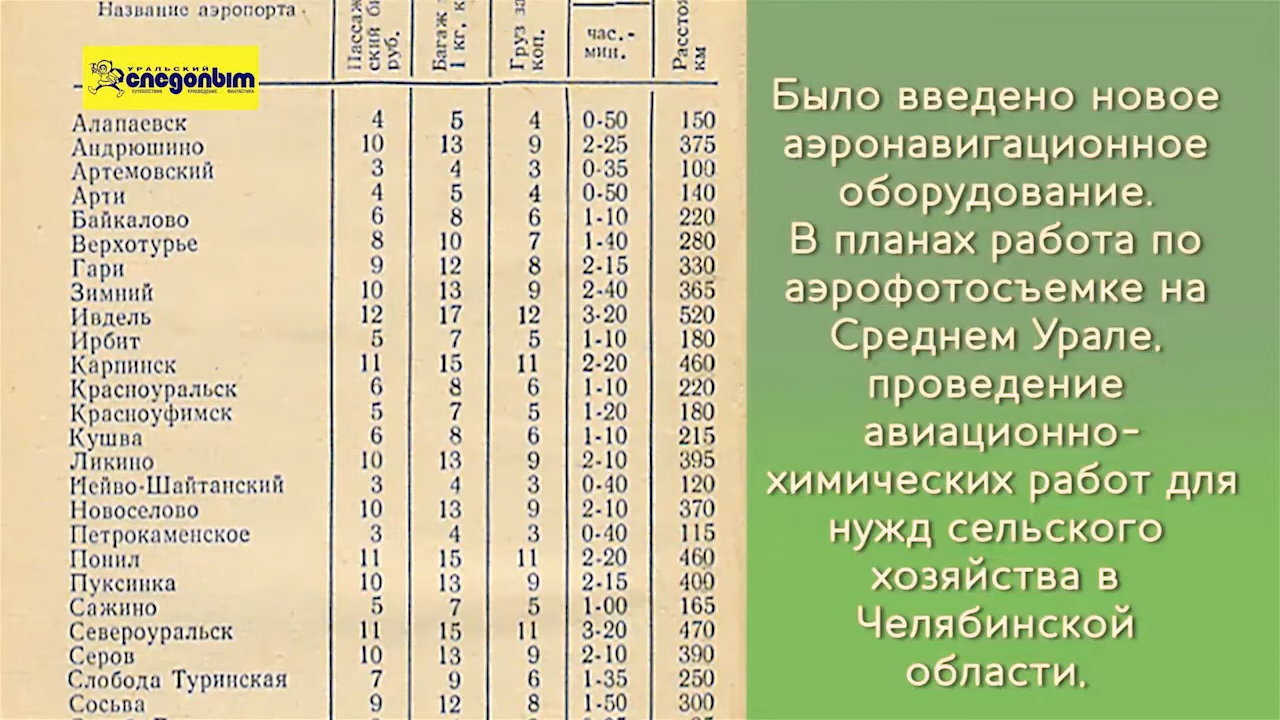 Название аэропорта Пассаж ский би руб. Багаж 1 кг, к Груз за коп. час.- мин. Расстоя км
УРАЛЬСКИЙ
следопыт
ПУТЕШЕСТВИЯ КРАЕВЕДЕНИЕ ФАНТАСТИКА
Алапаевск 4 5 4 0-50 150
Андрюшино 10 13 9 2-25 375
Артемовский 3 4 3 0-35 100
Арти 4 5 4 0-50 140
Байкалово 6 8 6 1-10 220
Верхотурье 8 10 7 1-40 280
Гари 9 12 8 2-15 330
Зимний 10 13 9 2-40 365
Ивдель 12 17 12 3-20 520
Ирбит 5 7 5 1-10 180
Карпинск 11 15 11 2-20 460
Красноуральск 6 8 6 1-10 220
Красноуфимск 5 7 5 1-20 180
Кушва 6 8 6 1-10 215
Ликино 10 13 9 2-10 395
Нейво-Шайтанский 3 4 3 0-40 120
Новоселово 10 13 9 2-10 370
Петрокаменское 3 4 3 0-40 115
Понил 11 15 11 2-20 460
Пуксинка 10 13 9 2-15 400
Сажино 5 7 5 1-00 165
Североуральск 11 15 11 3-20 470
Серов 10 13 9 2-10 390
Слобода Туринская 7 9 6 1-35 250
Сосьва 9 12 8 1-50 300
Было введено новое
аэронавигационное
оборудование.
В планах работа по
аэрофотосъемке на
Среднем Урале,
проведение
авиационно-
химических работ для
нужд сельского
хозяйства в
Челябинской
области.